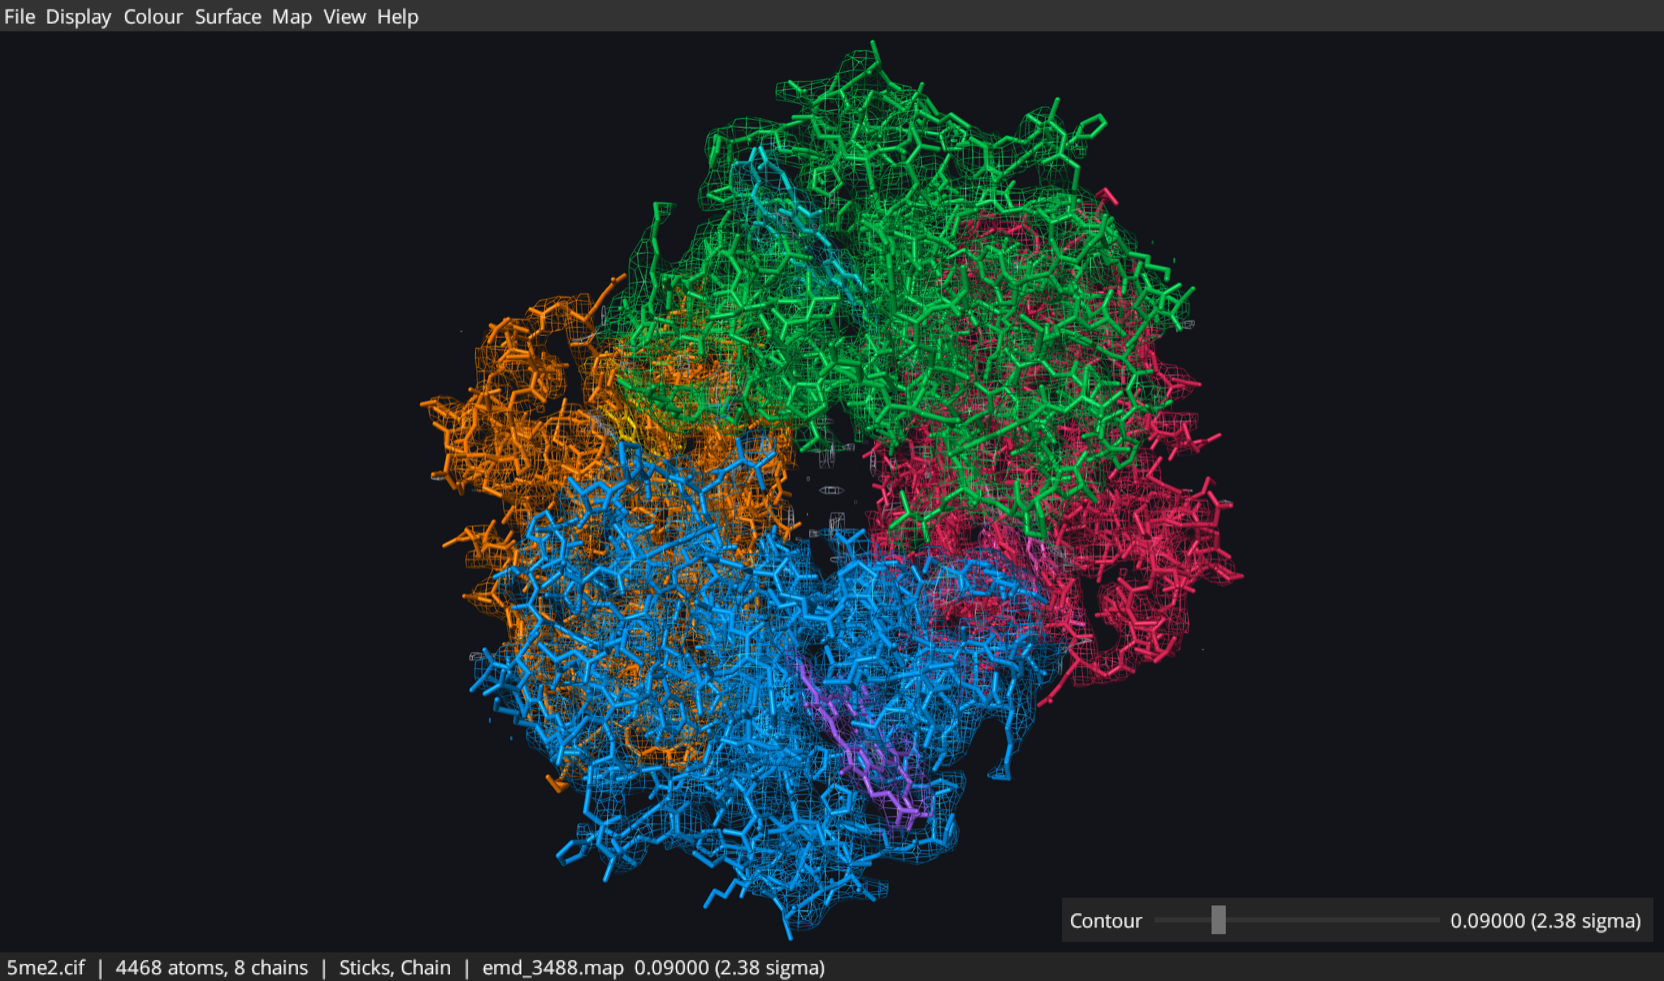 File Display Colour Surface Map View Help
Contour 0.09000 (2.38 sigma)
5me2.cif | 4468 atoms, 8 chains | Sticks, Chain | emd_3488.map 0.09000 (2.38 sigma)